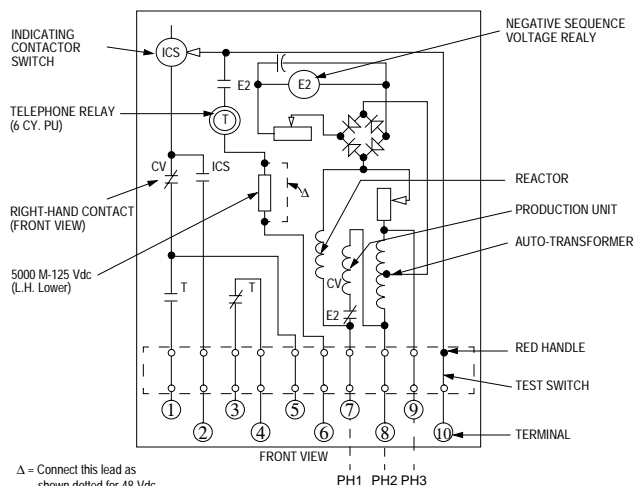 INDICATING
CONTACTOR
SWITCH
ICS
NEGATIVE SEQUENCE
VOLTAGE REALY
E2
E2
TELEPHONE RELAY
(6 CY. PU)
T
CV
ICS
Δ
REACTOR
RIGHT-HAND CONTACT
(FRONT VIEW)
PRODUCTION UNIT
AUTO-TRANSFORMER
5000 M-125 Vdc
(L.H. Lower)
CV
T
T
E2
RED HANDLE
TEST SWITCH
1
2
3
4
5
6
7
8
9
10
TERMINAL
FRONT VIEW
Δ = Connect this lead as
shown dotted for 48 Vdc
PH1 PH2 PH3